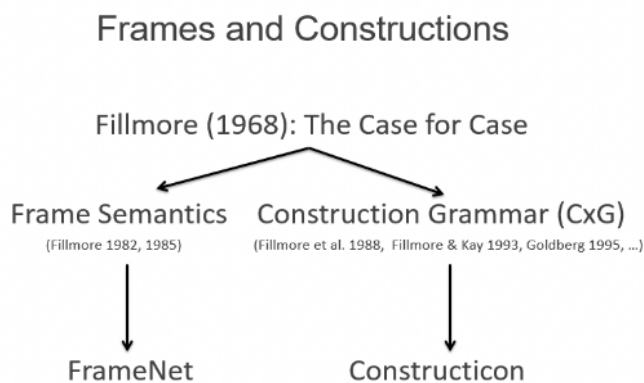 Frames and Constructions
Fillmore (1968): The Case for Case
Frame Semantics
(Fillmore 1982, 1985)
Construction Grammar (CxG)
(Fillmore et al. 1988, Fillmore & Kay 1993, Goldberg 1995, ...)
FrameNet
Constructicon